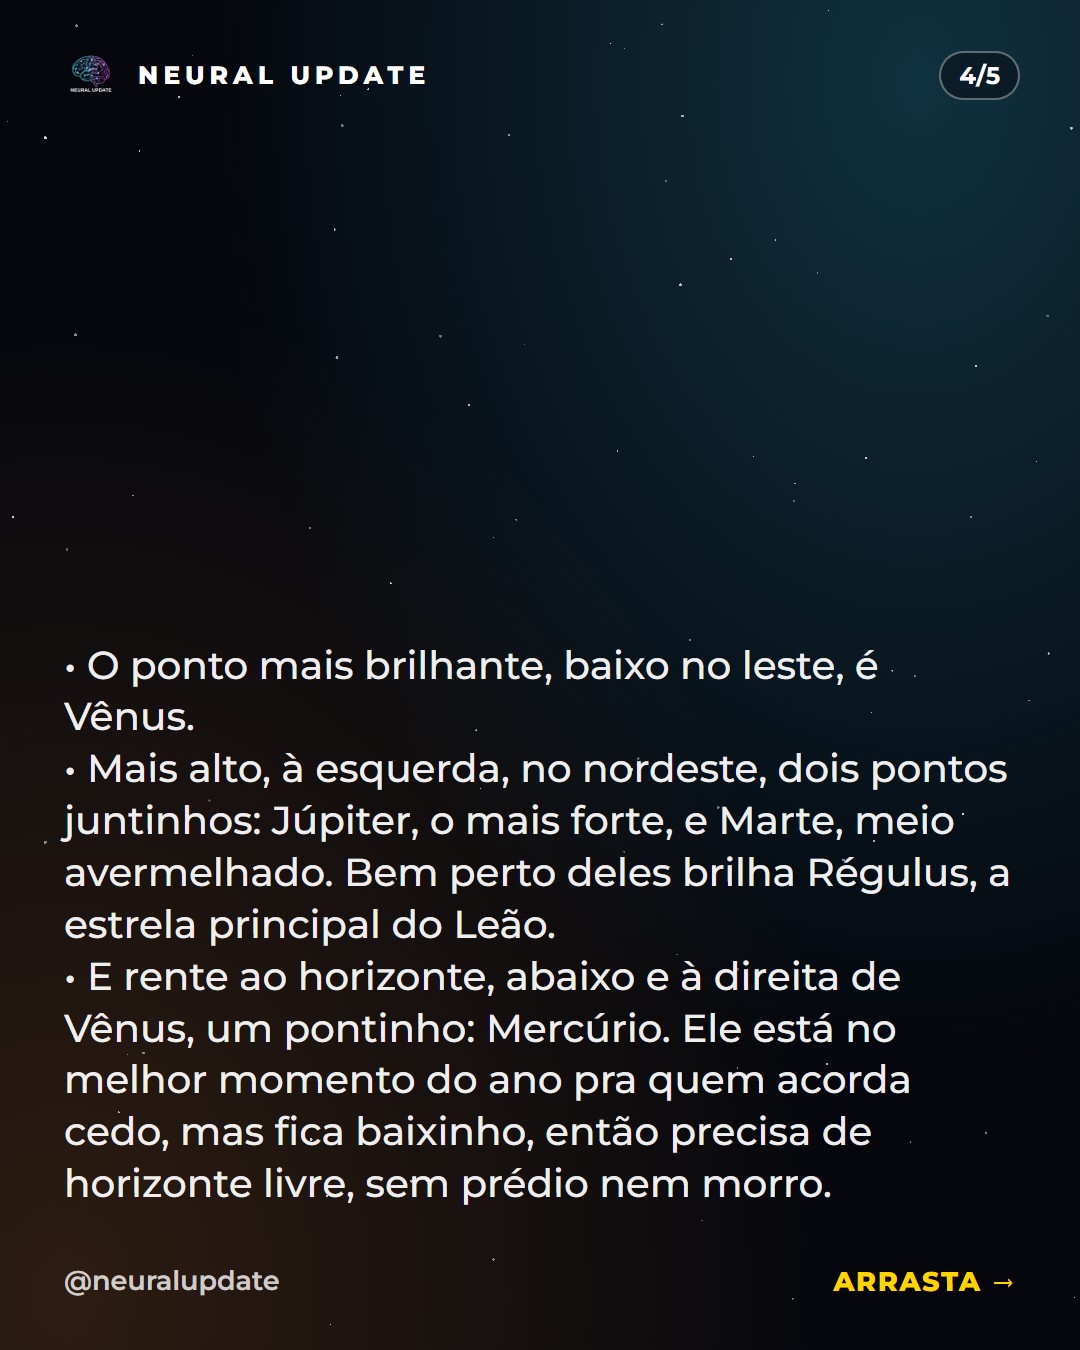 NEURAL UPDATE
NEURAL UPDATE
4/5
• O ponto mais brilhante, baixo no leste, é
Vênus.
• Mais alto, à esquerda, no nordeste, dois pontos
juntinhos: Júpiter, o mais forte, e Marte, meio
avermelhado. Bem perto deles brilha Régulus, a
estrela principal do Leão.
• E rente ao horizonte, abaixo e à direita de
Vênus, um pontinho: Mercúrio. Ele está no
melhor momento do ano pra quem acorda
cedo, mas fica baixinho, então precisa de
horizonte livre, sem prédio nem morro.
@neuralupdate
ARRASTA →